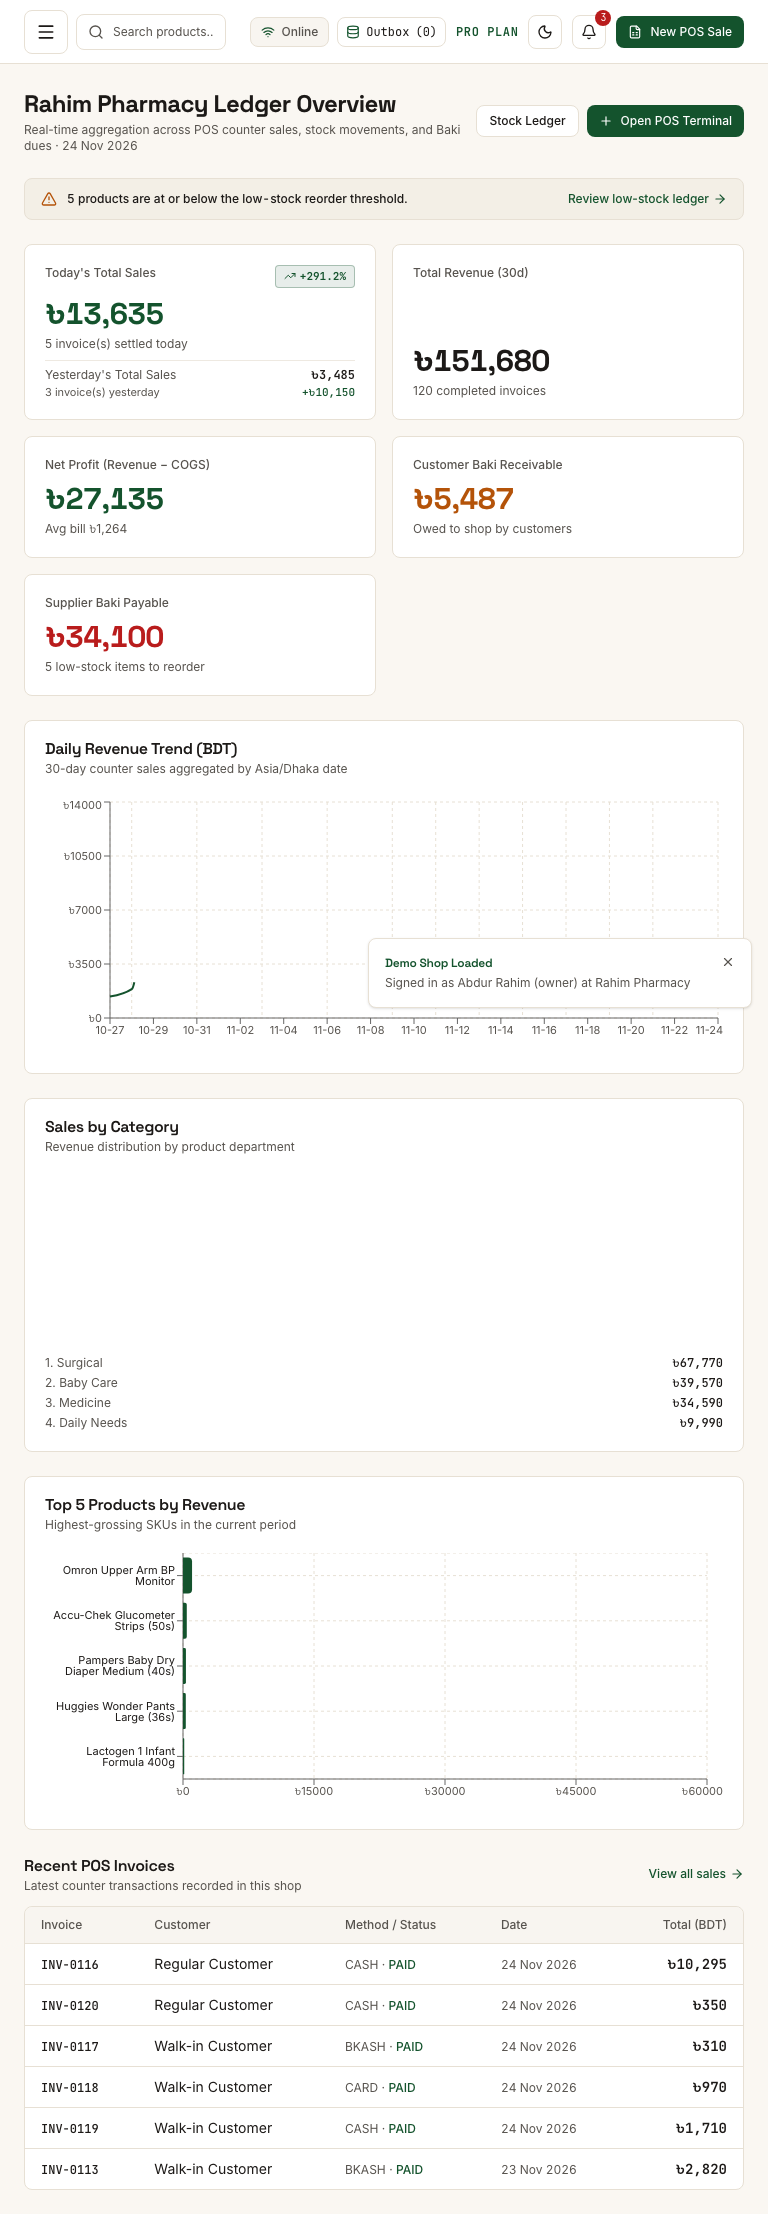 Search products..
Online
Outbox (0)
PRO PLAN
3
New POS Sale
Rahim Pharmacy Ledger Overview
Real-time aggregation across POS counter sales, stock movements, and Baki
dues · 24 Nov 2026
Stock Ledger
Open POS Terminal
5 products are at or below the low-stock reorder threshold.
Review low-stock ledger →
Today's Total Sales
+291.2%
৳13,635
5 invoice(s) settled today
Yesterday's Total Sales
৳3,485
3 invoice(s) yesterday
+৳10,150
Total Revenue (30d)
৳151,680
120 completed invoices
Net Profit (Revenue − COGS)
৳27,135
Avg bill ৳1,264
Customer Baki Receivable
৳5,487
Owed to shop by customers
Supplier Baki Payable
৳34,100
5 low-stock items to reorder
Daily Revenue Trend (BDT)
30-day counter sales aggregated by Asia/Dhaka date
৳14000
৳10500
৳7000
৳3500
৳0
10-27 10-29 10-31 11-02 11-04 11-06 11-08 11-10 11-12 11-14 11-16 11-18 11-20 11-22 11-24
Demo Shop Loaded
Signed in as Abdur Rahim (owner) at Rahim Pharmacy
Sales by Category
Revenue distribution by product department
1. Surgical ৳67,770
2. Baby Care ৳39,570
3. Medicine ৳34,590
4. Daily Needs ৳9,990
Top 5 Products by Revenue
Highest-grossing SKUs in the current period
Omron Upper Arm BP
Monitor
Accu-Chek Glucometer
Strips (50s)
Pampers Baby Dry
Diaper Medium (40s)
Huggies Wonder Pants
Large (36s)
Lactogen 1 Infant
Formula 400g
৳0 ৳15000 ৳30000 ৳45000 ৳60000
Recent POS Invoices
Latest counter transactions recorded in this shop
View all sales →
Invoice Customer Method / Status Date Total (BDT)
INV-0116 Regular Customer CASH · PAID 24 Nov 2026 ৳10,295
INV-0120 Regular Customer CASH · PAID 24 Nov 2026 ৳350
INV-0117 Walk-in Customer BKASH · PAID 24 Nov 2026 ৳310
INV-0118 Walk-in Customer CARD · PAID 24 Nov 2026 ৳970
INV-0119 Walk-in Customer CASH · PAID 24 Nov 2026 ৳1,710
INV-0113 Walk-in Customer BKASH · PAID 23 Nov 2026 ৳2,820